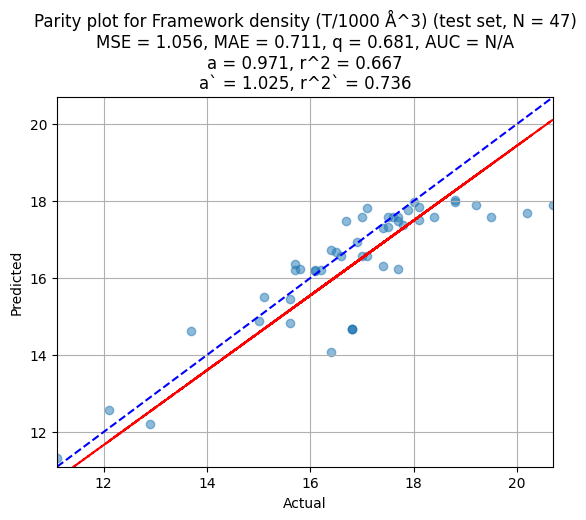 Parity plot for Framework density (T/1000 Å^3) (test set, N = 47)
MSE = 1.056, MAE = 0.711, q = 0.681, AUC = N/A
a = 0.971, r^2 = 0.667
a` = 1.025, r^2` = 0.736
20
18
16
14
12
Predicted
12 14 16 18 20
Actual